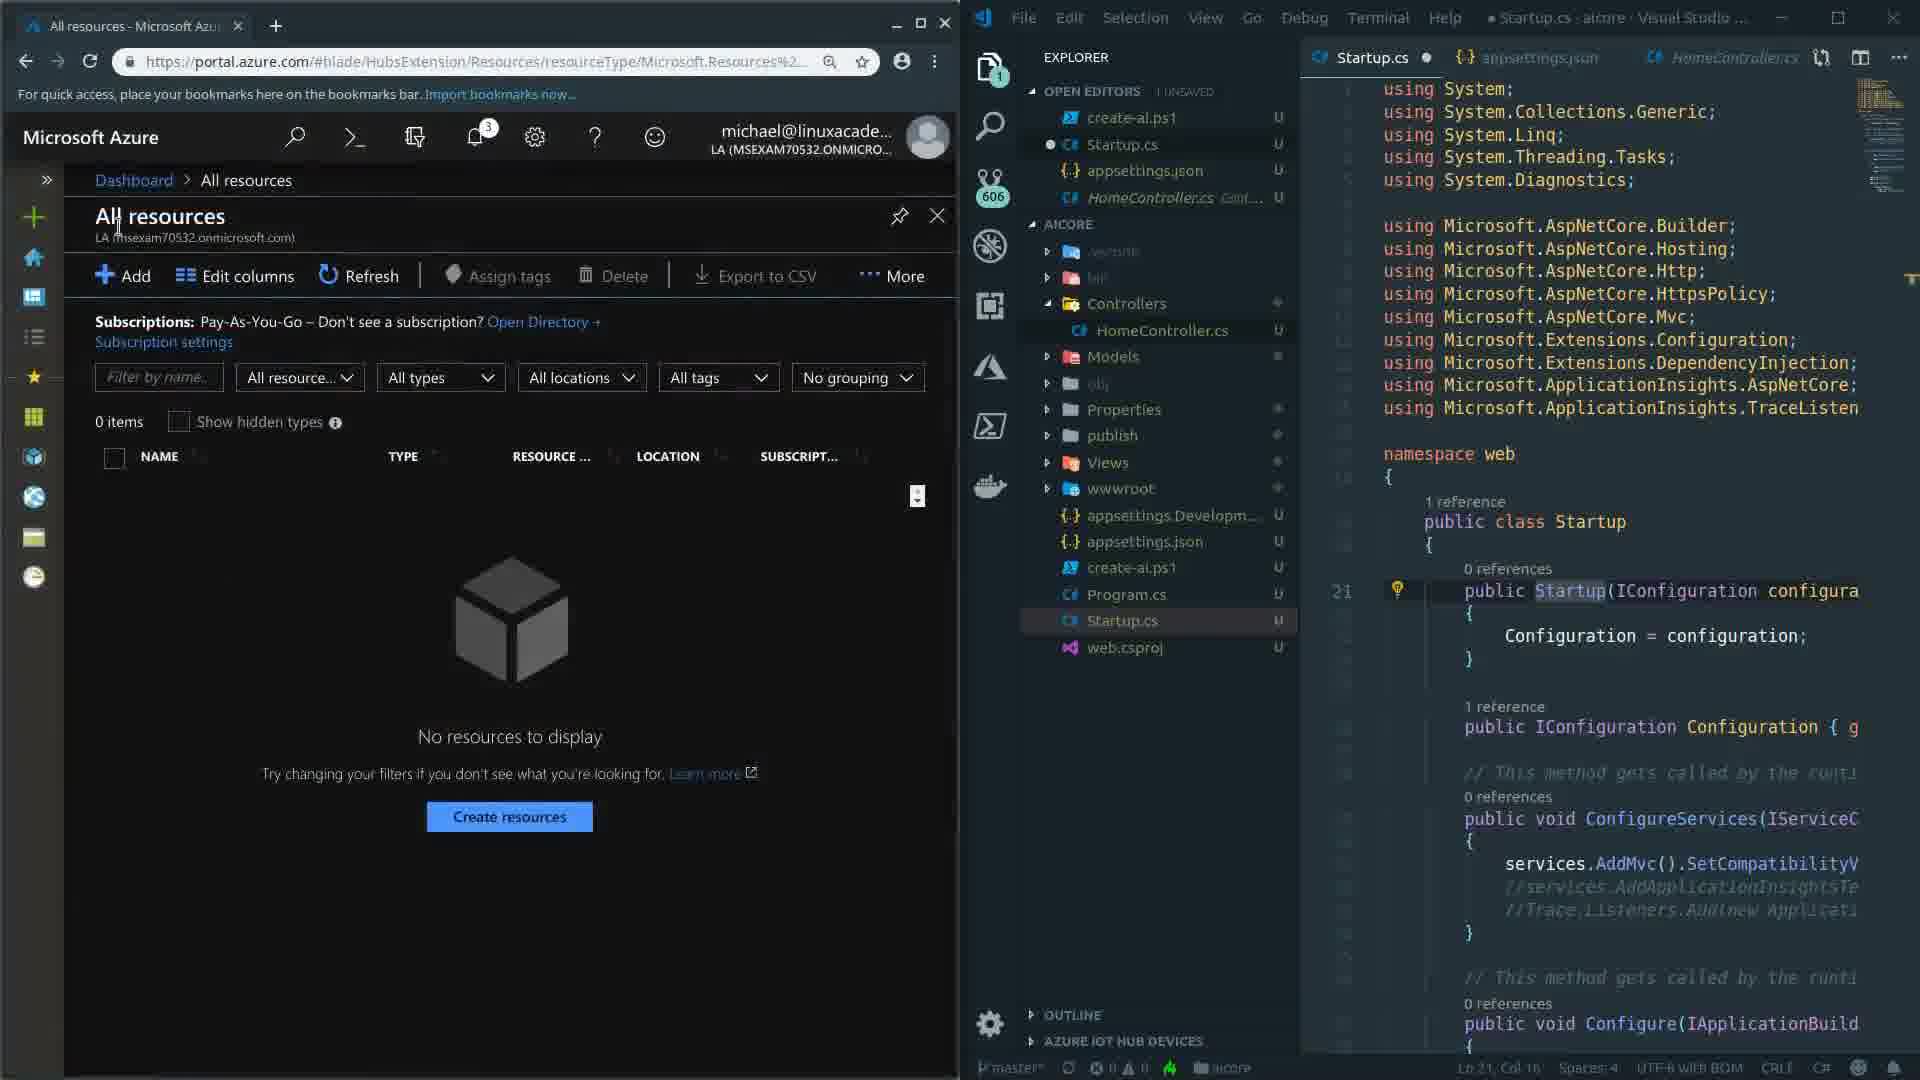 All resources - Microsoft Azu
https://portal.azure.com/#blade/HubsExtension/Resources/resourceType/Microsoft.Resources%2...
For quick access, place your bookmarks here on the bookmarks bar. Import bookmarks now...
Microsoft Azure
3
michael@linuxacade...
LA (MSEXAM70532.ONMICRO...
Dashboard > All resources
All resources
LA (msexam70532.onmicrosoft.com)
Add
Edit columns
Refresh
Assign tags
Delete
Export to CSV
More
Subscriptions: Pay-As-You-Go – Don't see a subscription? Open Directory +
Subscription settings
Filter by name...
All resource...
All types
All locations
All tags
No grouping
0 items
Show hidden types
NAME
TYPE
RESOURCE ...
LOCATION
SUBSCRIPT...
No resources to display
Try changing your filters if you don't see what you're looking for. Learn more
Create resources
File Edit Selection View Go Debug Terminal Help
● Startup.cs - aicore - Visual Studio ...
EXPLORER
1
606
OPEN EDITORS 1 UNSAVED
create-ai.ps1 U
Startup.cs U
appsettings.json U
HomeController.cs Cont... U
AICORE
.vscode
bin
Controllers
HomeController.cs U
Models
obj
Properties
publish
Views
wwwroot
appsettings.Developm... U
appsettings.json U
create-ai.ps1 U
Program.cs U
Startup.cs U
web.csproj U
OUTLINE
AZURE IOT HUB DEVICES
Startup.cs ●
appsettings.json
HomeController.cs
using System;
using System.Collections.Generic;
using System.Linq;
using System.Threading.Tasks;
using System.Diagnostics;
using Microsoft.AspNetCore.Builder;
using Microsoft.AspNetCore.Hosting;
using Microsoft.AspNetCore.Http;
using Microsoft.AspNetCore.HttpsPolicy;
using Microsoft.AspNetCore.Mvc;
using Microsoft.Extensions.Configuration;
using Microsoft.Extensions.DependencyInjection;
using Microsoft.ApplicationInsights.AspNetCore;
using Microsoft.ApplicationInsights.TraceListen
namespace web
{
1 reference
public class Startup
{
0 references
21 public Startup(IConfiguration configura
{
Configuration = configuration;
}
1 reference
public IConfiguration Configuration { g
// This method gets called by the runti
0 references
public void ConfigureServices(IServiceC
{
services.AddMvc().SetCompatibilityV
//services.AddApplicationInsightsTe
//Trace.Listeners.Add(new Applicati
}
// This method gets called by the runti
0 references
public void Configure(IApplicationBuild
{
master*
0
0
aicore
Ln 21, Col 16
Spaces: 4
UTF-8 with BOM
CRLF
C#